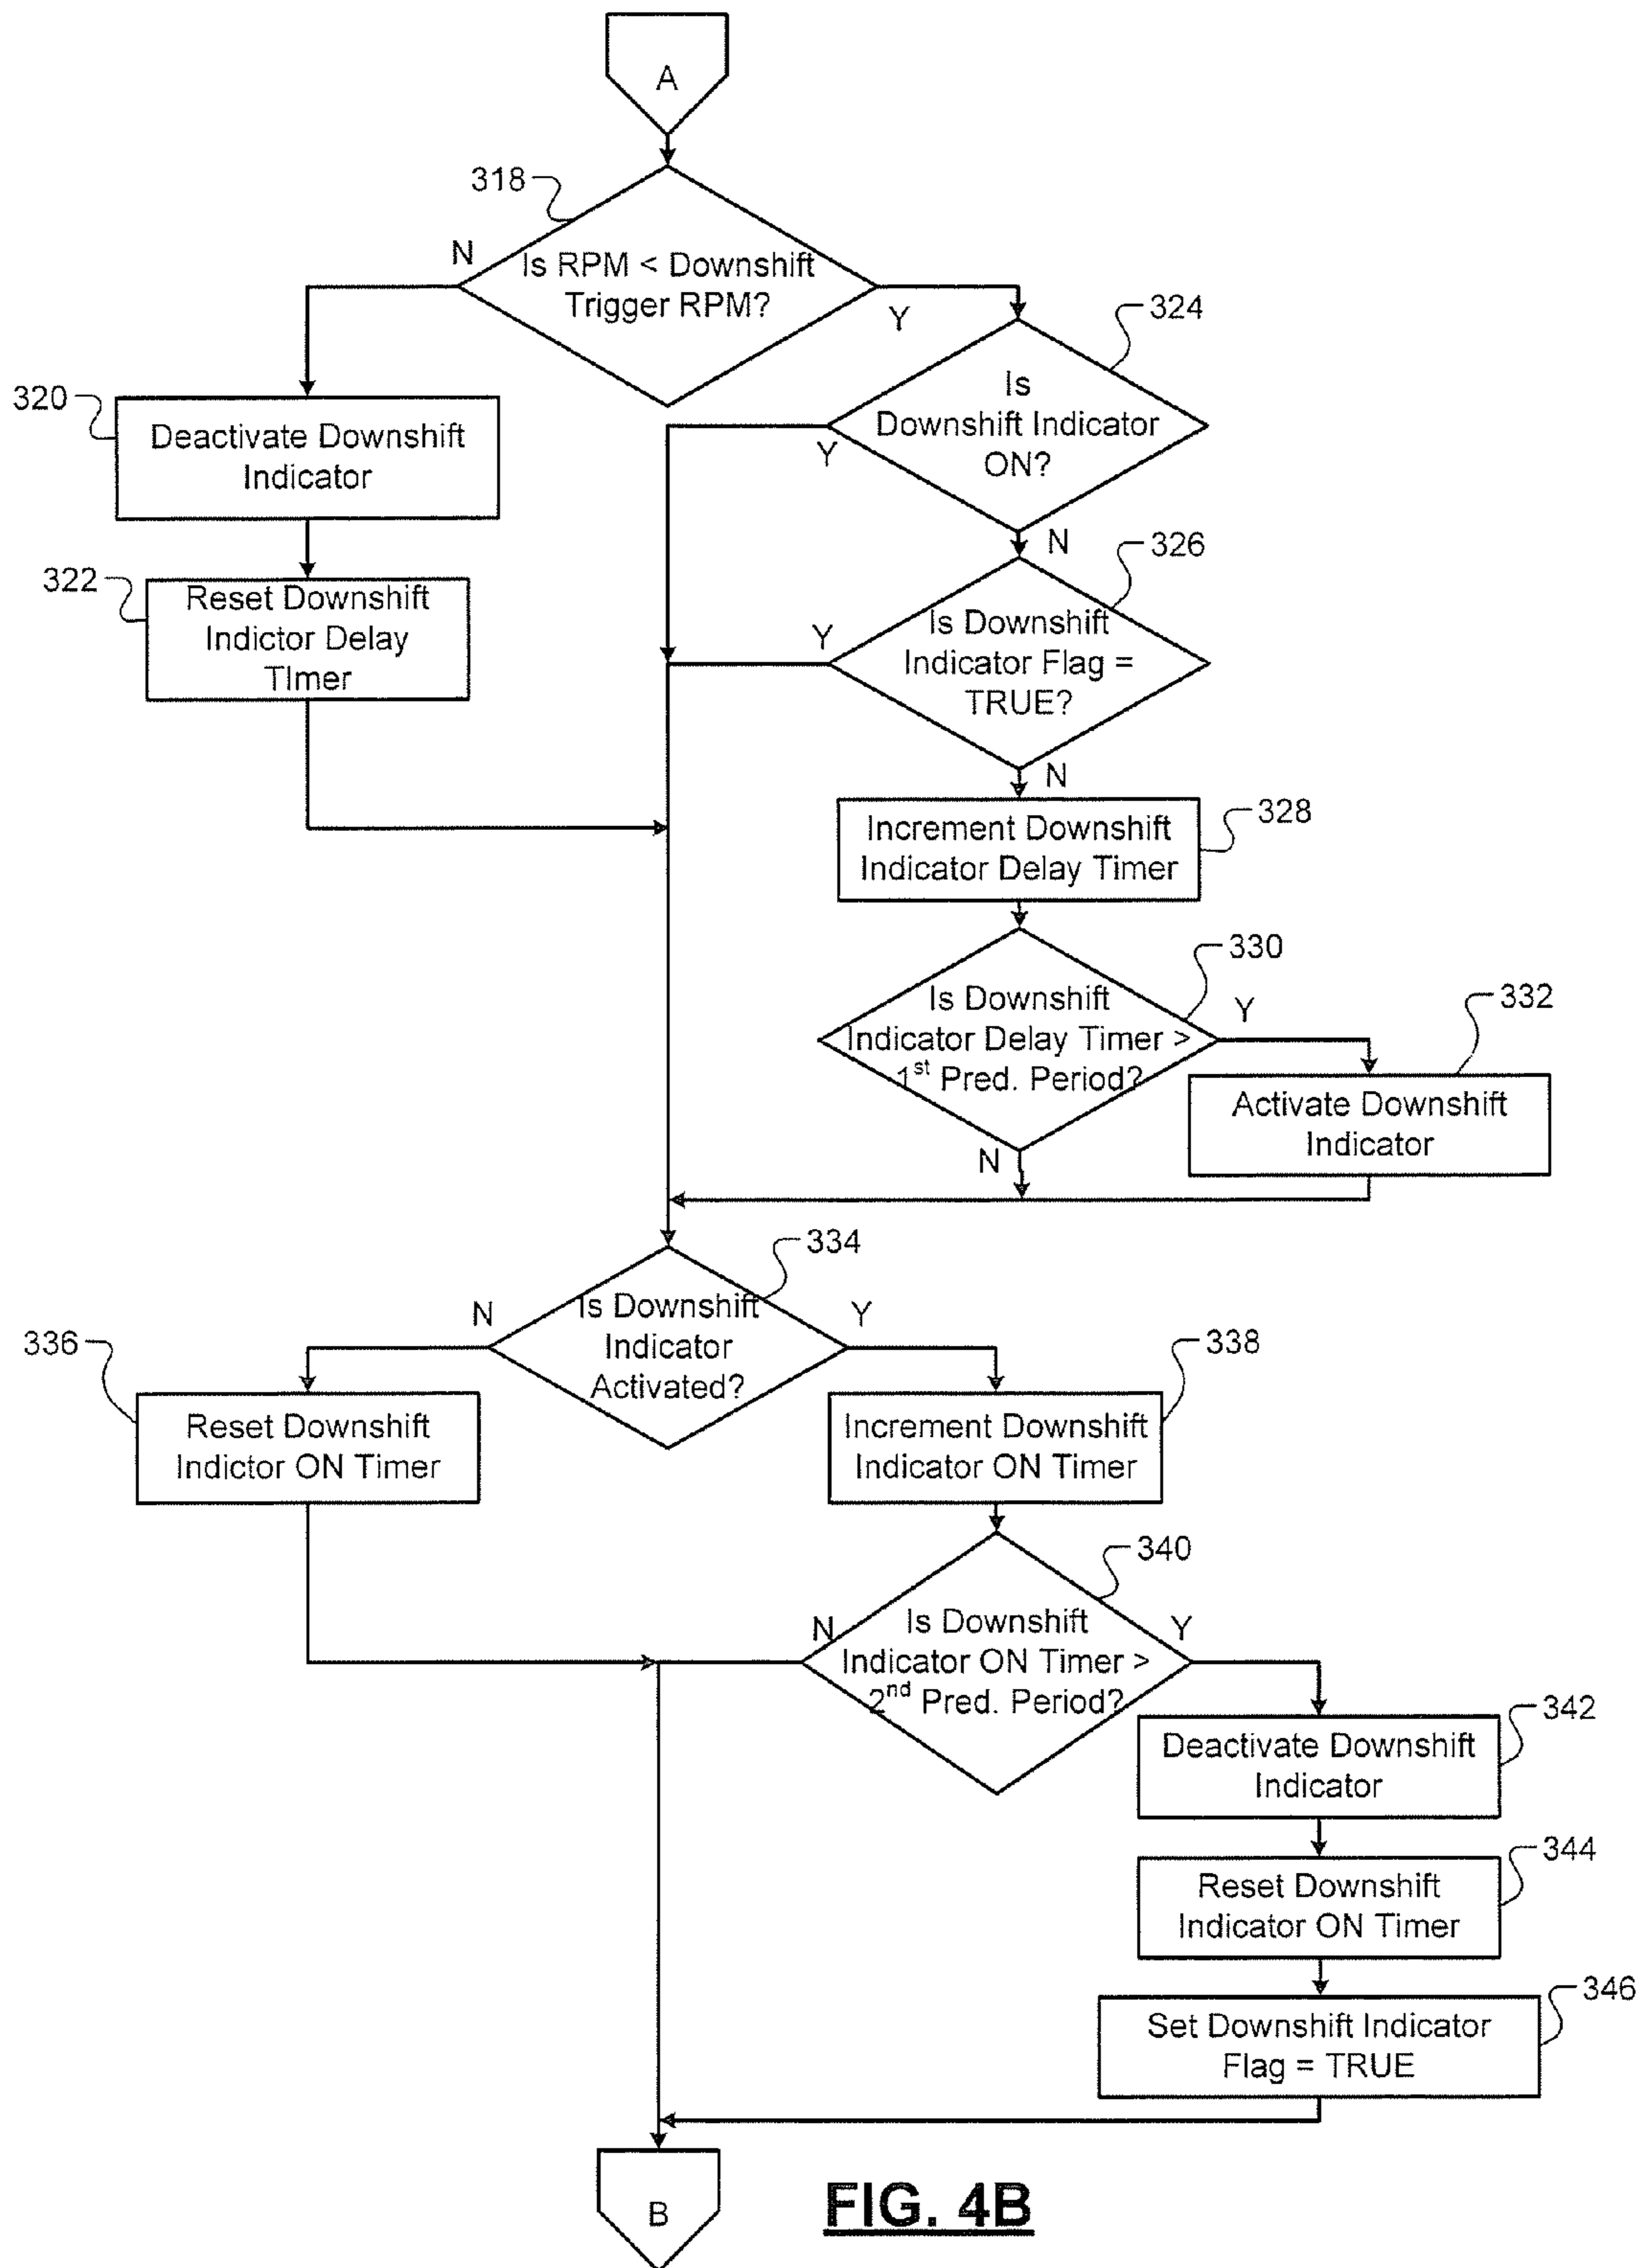 A
318
N
Is RPM < Downshift
Trigger RPM?
Y
324
Is
Downshift Indicator
ON?
Y
N
320
Deactivate Downshift
Indicator
326
Is Downshift
Indicator Flag =
TRUE?
Y
N
322
Reset Downshift
Indictor Delay
TImer
328
Increment Downshift
Indicator Delay Timer
330
Is Downshift
Indicator Delay Timer >
1st Pred. Period?
Y
N
332
Activate Downshift
Indicator
334
N
Is Downshift
Indicator
Activated?
Y
336
Reset Downshift
Indictor ON Timer
338
Increment Downshift
Indicator ON Timer
340
N
Is Downshift
Indicator ON Timer >
2nd Pred. Period?
Y
342
Deactivate Downshift
Indicator
344
Reset Downshift
Indicator ON Timer
346
Set Downshift Indicator
Flag = TRUE
B
FIG. 4B